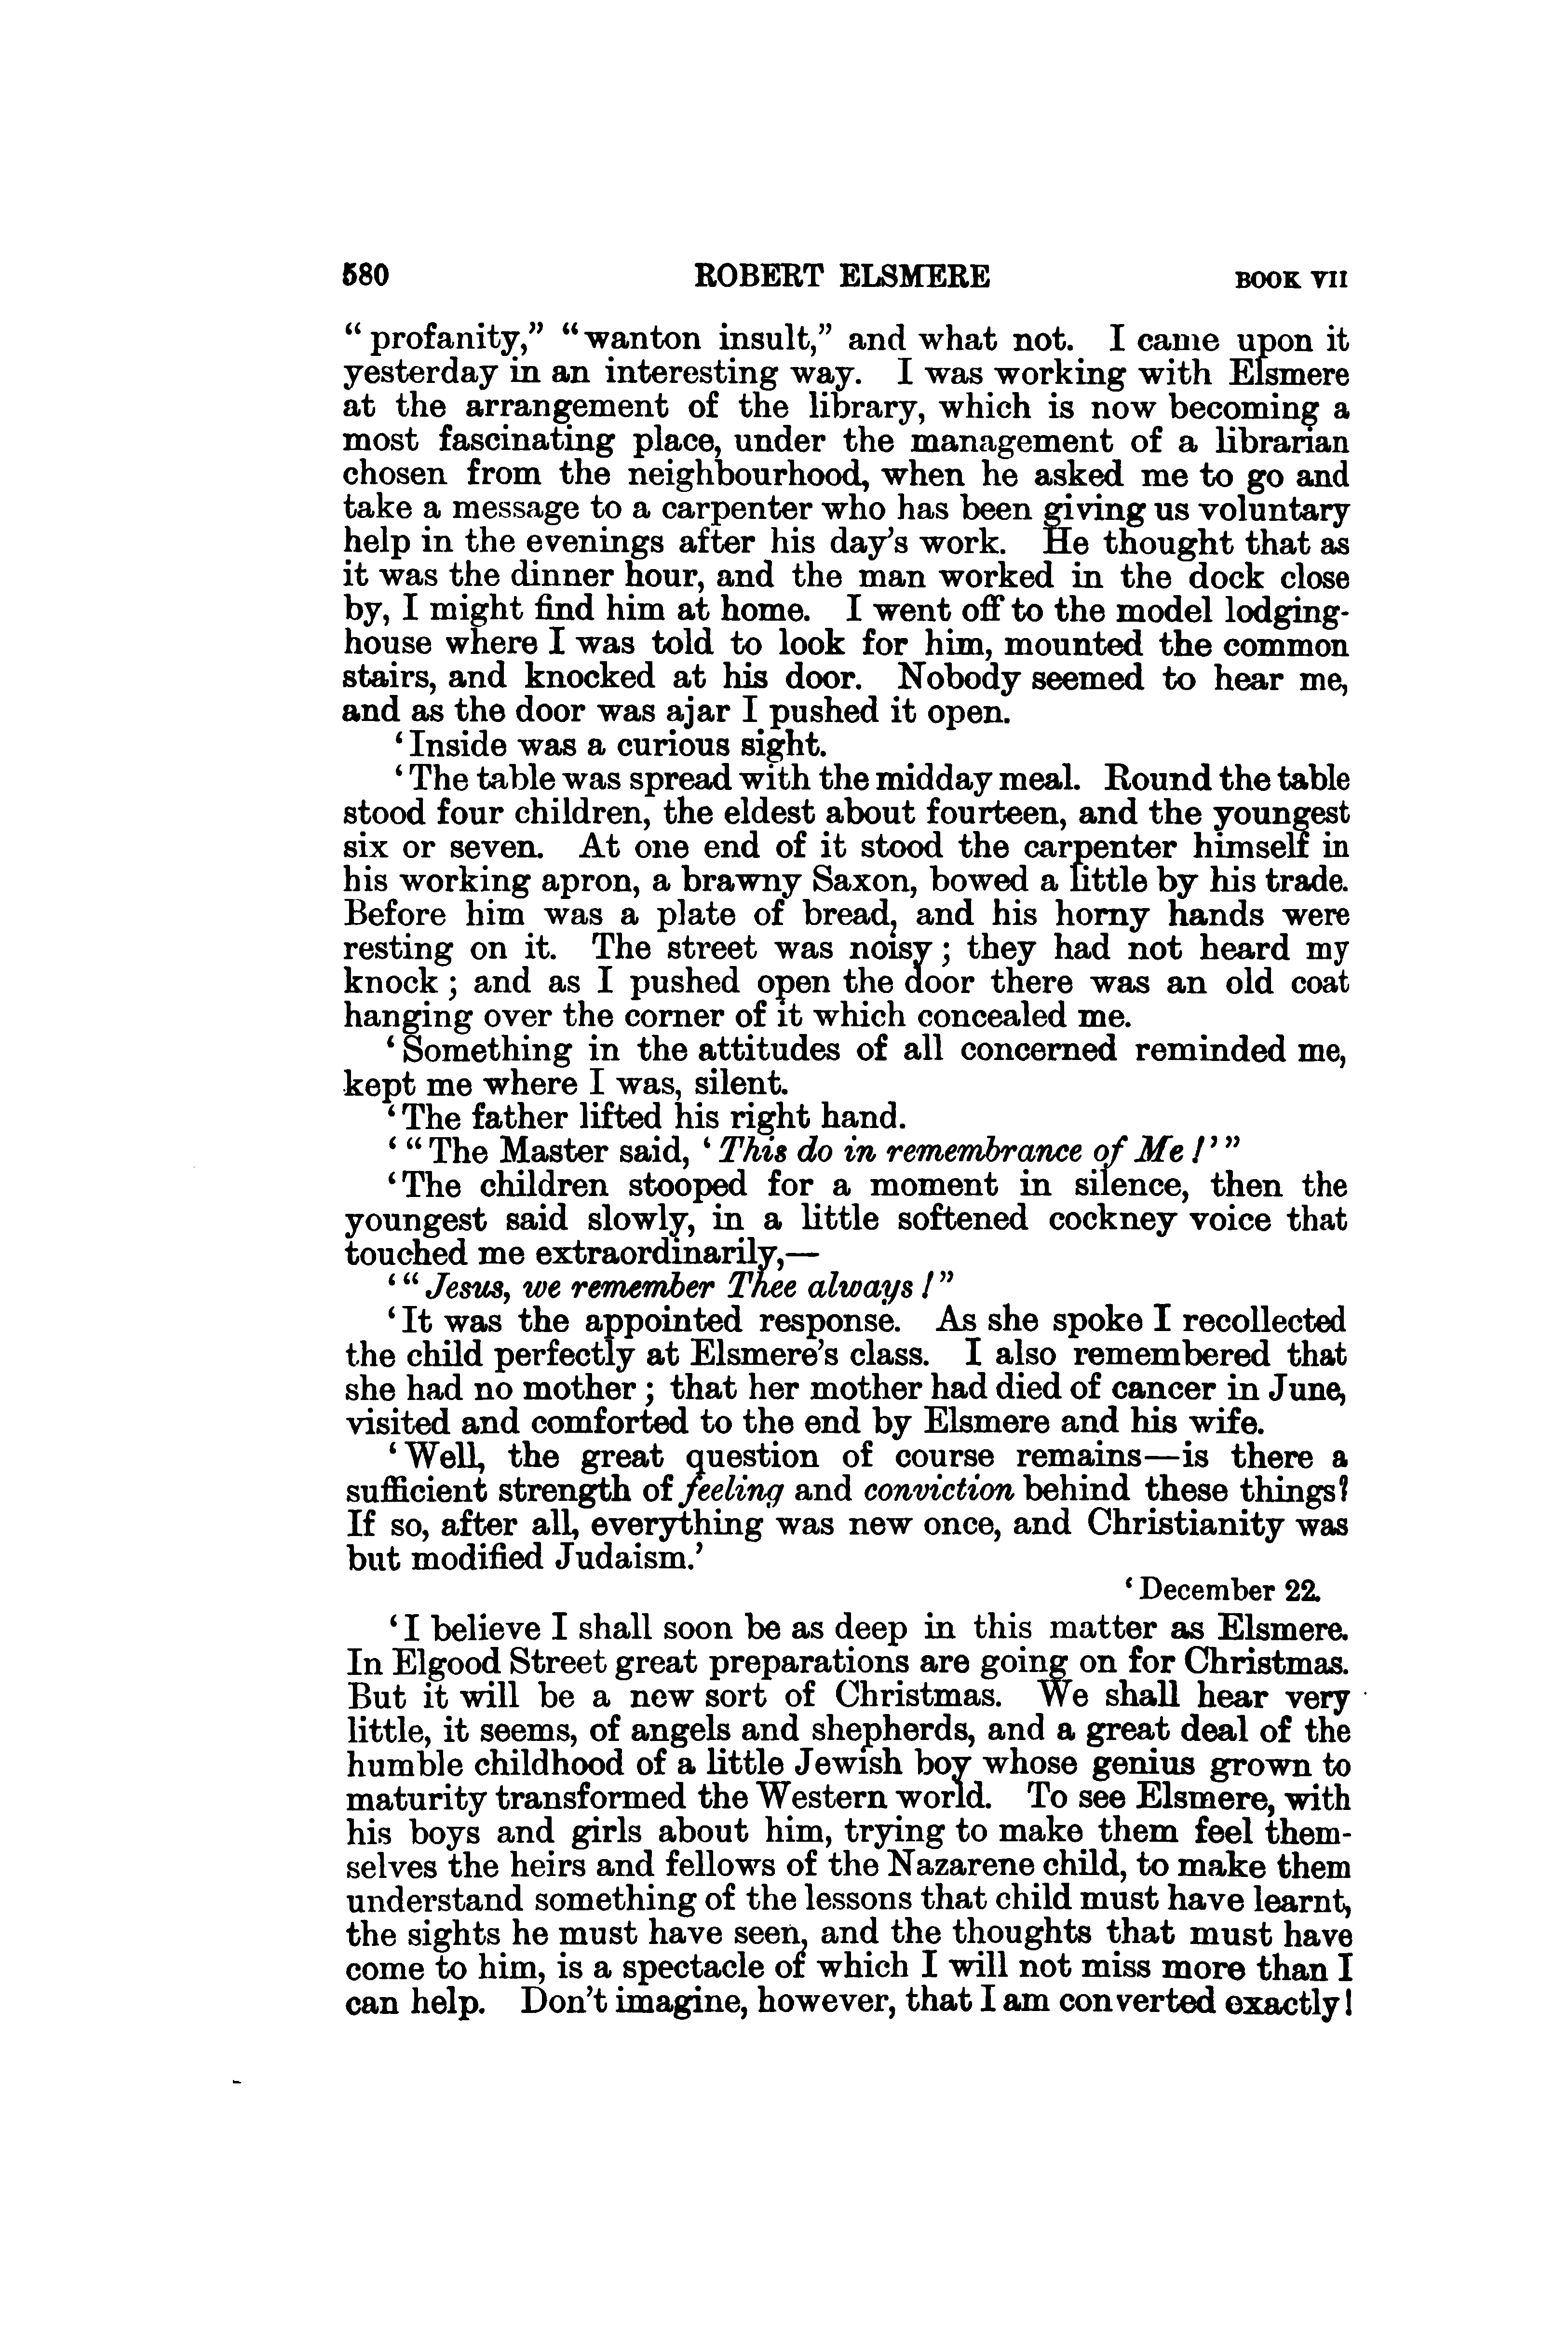 580 ROBERT ELSMERE BOOK VII
“profanity,” “wanton insult,” and what not. I came upon it
yesterday in an interesting way. I was working with Elsmere
at the arrangement of the library, which is now becoming a
most fascinating place, under the management of a librarian
chosen from the neighbourhood, when he asked me to go and
take a message to a carpenter who has been giving us voluntary
help in the evenings after his day’s work. He thought that as
it was the dinner hour, and the man worked in the dock close
by, I might find him at home. I went off to the model lodging-
house where I was told to look for him, mounted the common
stairs, and knocked at his door. Nobody seemed to hear me,
and as the door was ajar I pushed it open.
‘Inside was a curious sight.
‘The table was spread with the midday meal. Round the table
stood four children, the eldest about fourteen, and the youngest
six or seven. At one end of it stood the carpenter himself in
his working apron, a brawny Saxon, bowed a little by his trade.
Before him was a plate of bread, and his horny hands were
resting on it. The street was noisy; they had not heard my
knock; and as I pushed open the door there was an old coat
hanging over the corner of it which concealed me.
‘Something in the attitudes of all concerned reminded me,
kept me where I was, silent.
‘The father lifted his right hand.
‘“The Master said, ‘This do in remembrance of Me!’”
‘The children stooped for a moment in silence, then the
youngest said slowly, in a little softened cockney voice that
touched me extraordinarily,—
‘“Jesus, we remember Thee always!”
‘It was the appointed response. As she spoke I recollected
the child perfectly at Elsmere’s class. I also remembered that
she had no mother; that her mother had died of cancer in June,
visited and comforted to the end by Elsmere and his wife.
‘Well, the great question of course remains—is there a
sufficient strength of feeling and conviction behind these things?
If so, after all, everything was new once, and Christianity was
but modified Judaism.’
‘December 22.
‘I believe I shall soon be as deep in this matter as Elsmere.
In Elgood Street great preparations are going on for Christmas.
But it will be a new sort of Christmas. We shall hear very
little, it seems, of angels and shepherds, and a great deal of the
humble childhood of a little Jewish boy whose genius grown to
maturity transformed the Western world. To see Elsmere, with
his boys and girls about him, trying to make them feel them-
selves the heirs and fellows of the Nazarene child, to make them
understand something of the lessons that child must have learnt,
the sights he must have seen, and the thoughts that must have
come to him, is a spectacle of which I will not miss more than I
can help. Don’t imagine, however, that I am converted exactly!